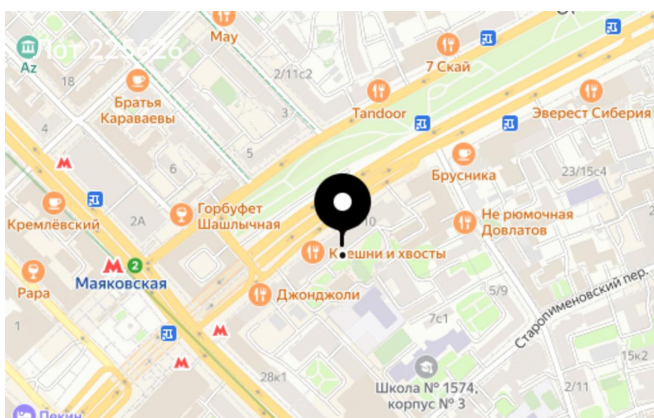 Лот 225626
Az
May
7 Скай
2/11с2
18
Братья
Караваевы
Tandoor
Эверест Сиберия
3
4
5
6
Брусника
23/15с4
Кремлёвский
2А
Горбуфет
Шашлычная
10
Не рюмочная
Довлатов
Клешни и хвосты
2
Маяковская
Рара
Джонджоли
5/9
Старопименовский пер.
1
7с1
15к2
28к1
Школа № 1574,
корпус № 3
2/11
Пекин